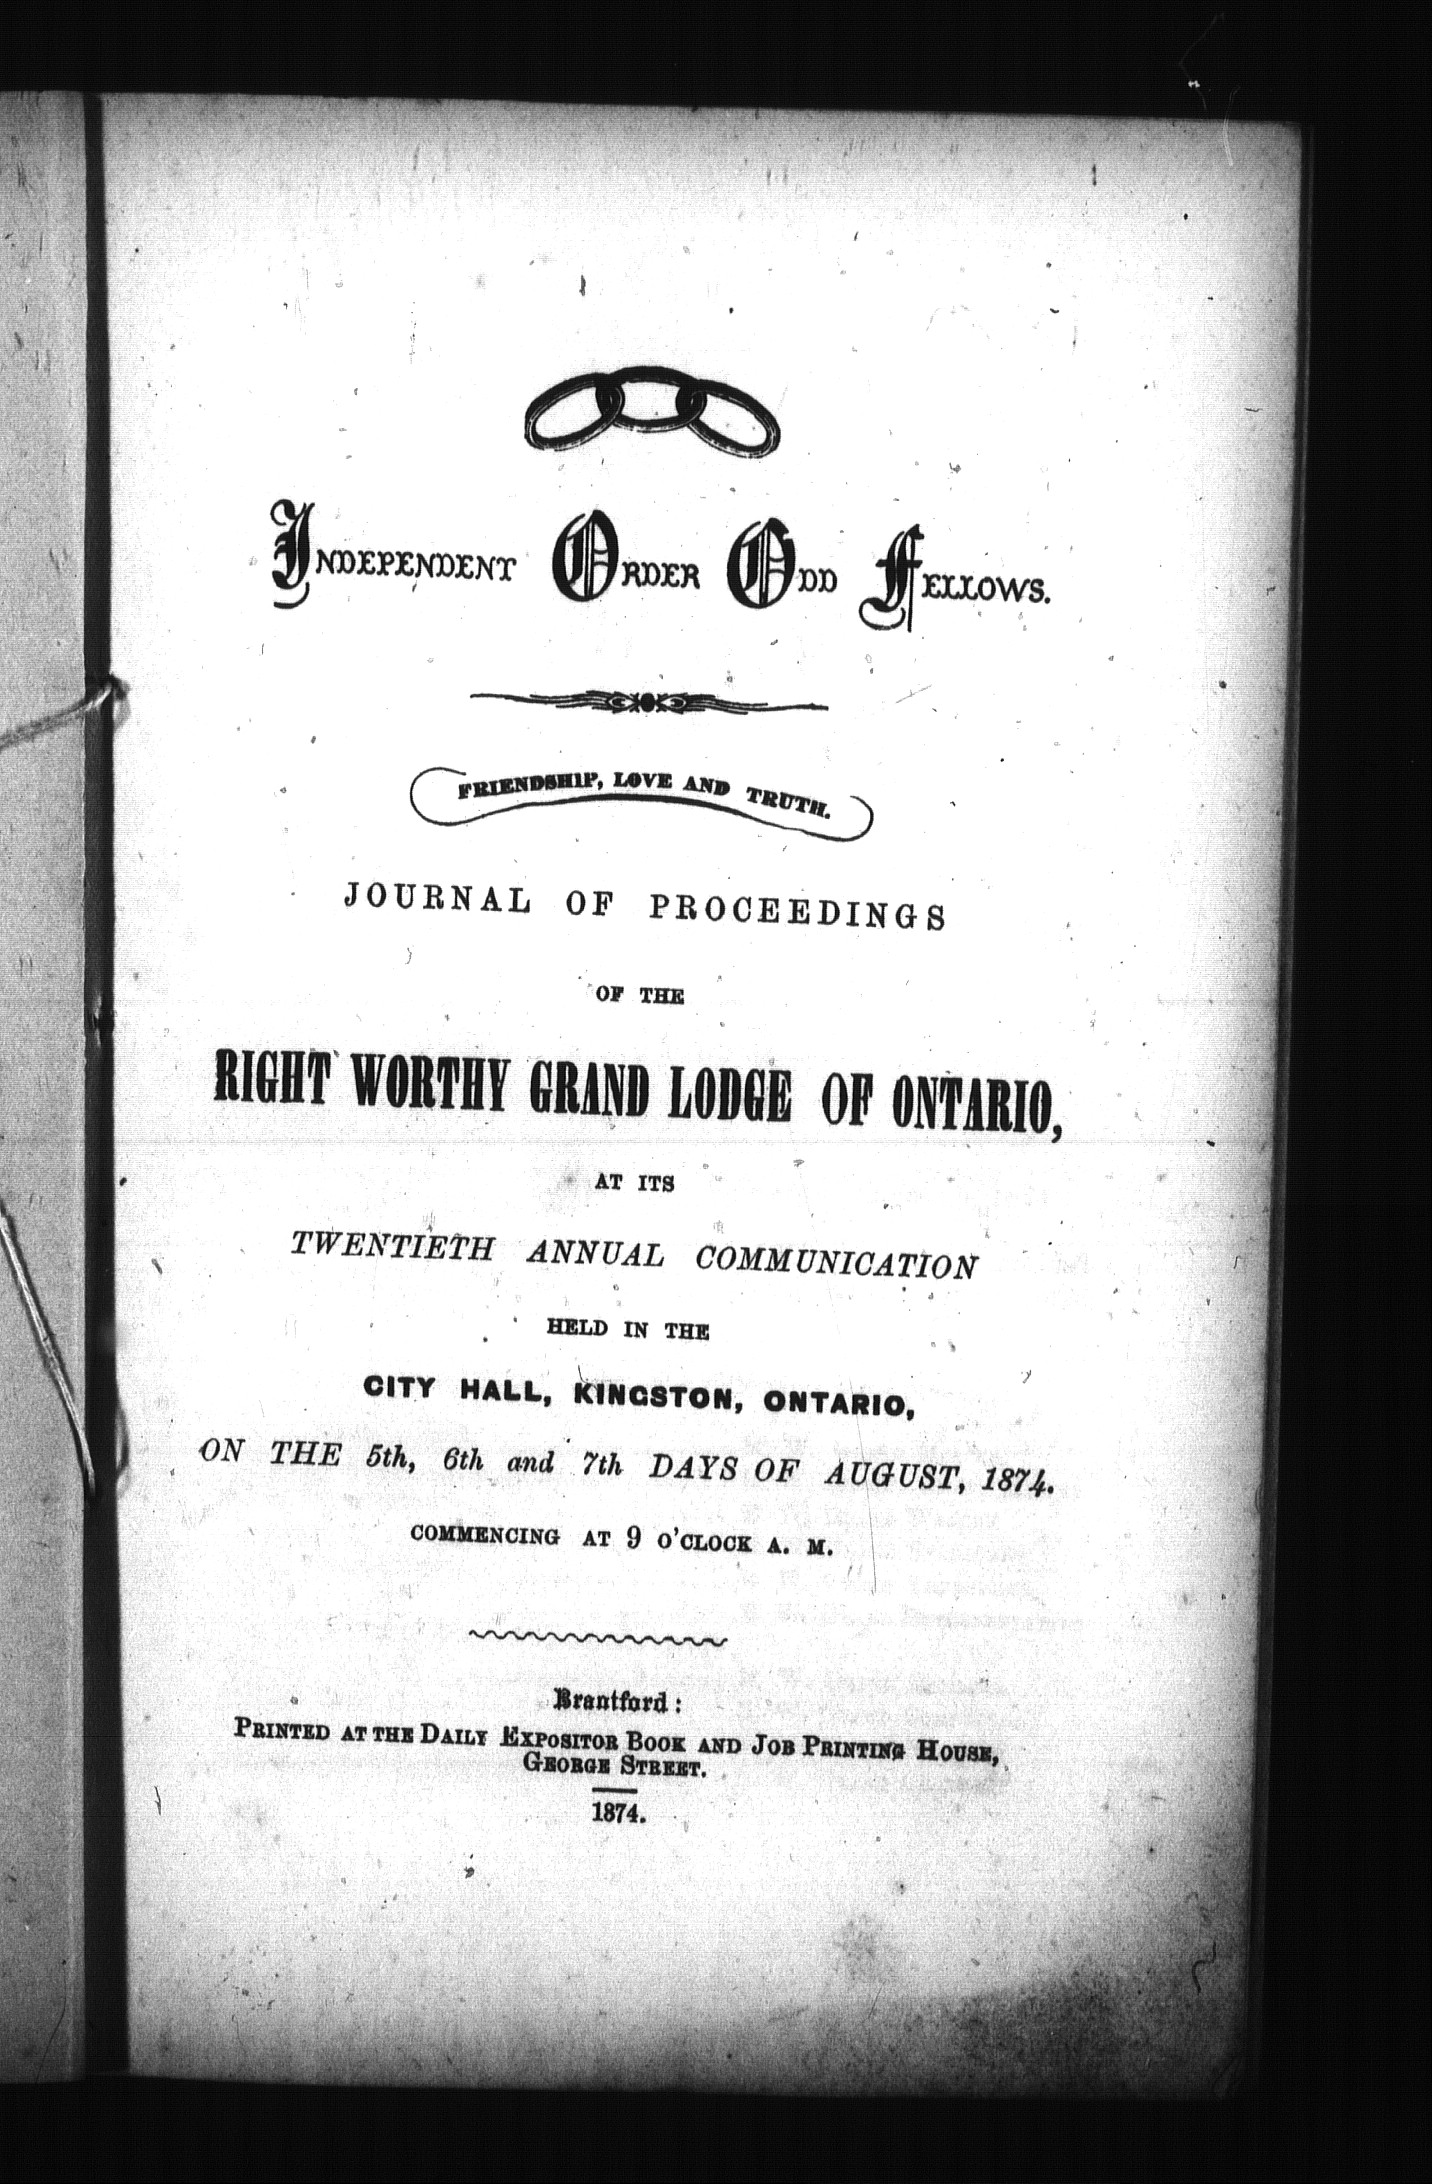 INDEPENDENT ORDER ODD FELLOWS.
FRIENDSHIP, LOVE AND TRUTH.
JOURNAL OF PROCEEDINGS
OF THE
RIGHT WORTHY GRAND LODGE OF ONTARIO,
AT ITS
TWENTIETH ANNUAL COMMUNICATION
HELD IN THE
CITY HALL, KINGSTON, ONTARIO,
ON THE 5th, 6th and 7th DAYS OF AUGUST, 1874.
COMMENCING AT 9 O'CLOCK A. M.
Brantford:
PRINTED AT THE DAILY EXPOSITOR BOOK AND JOB PRINTING HOUSE,
GEORGE STREET.
1874.